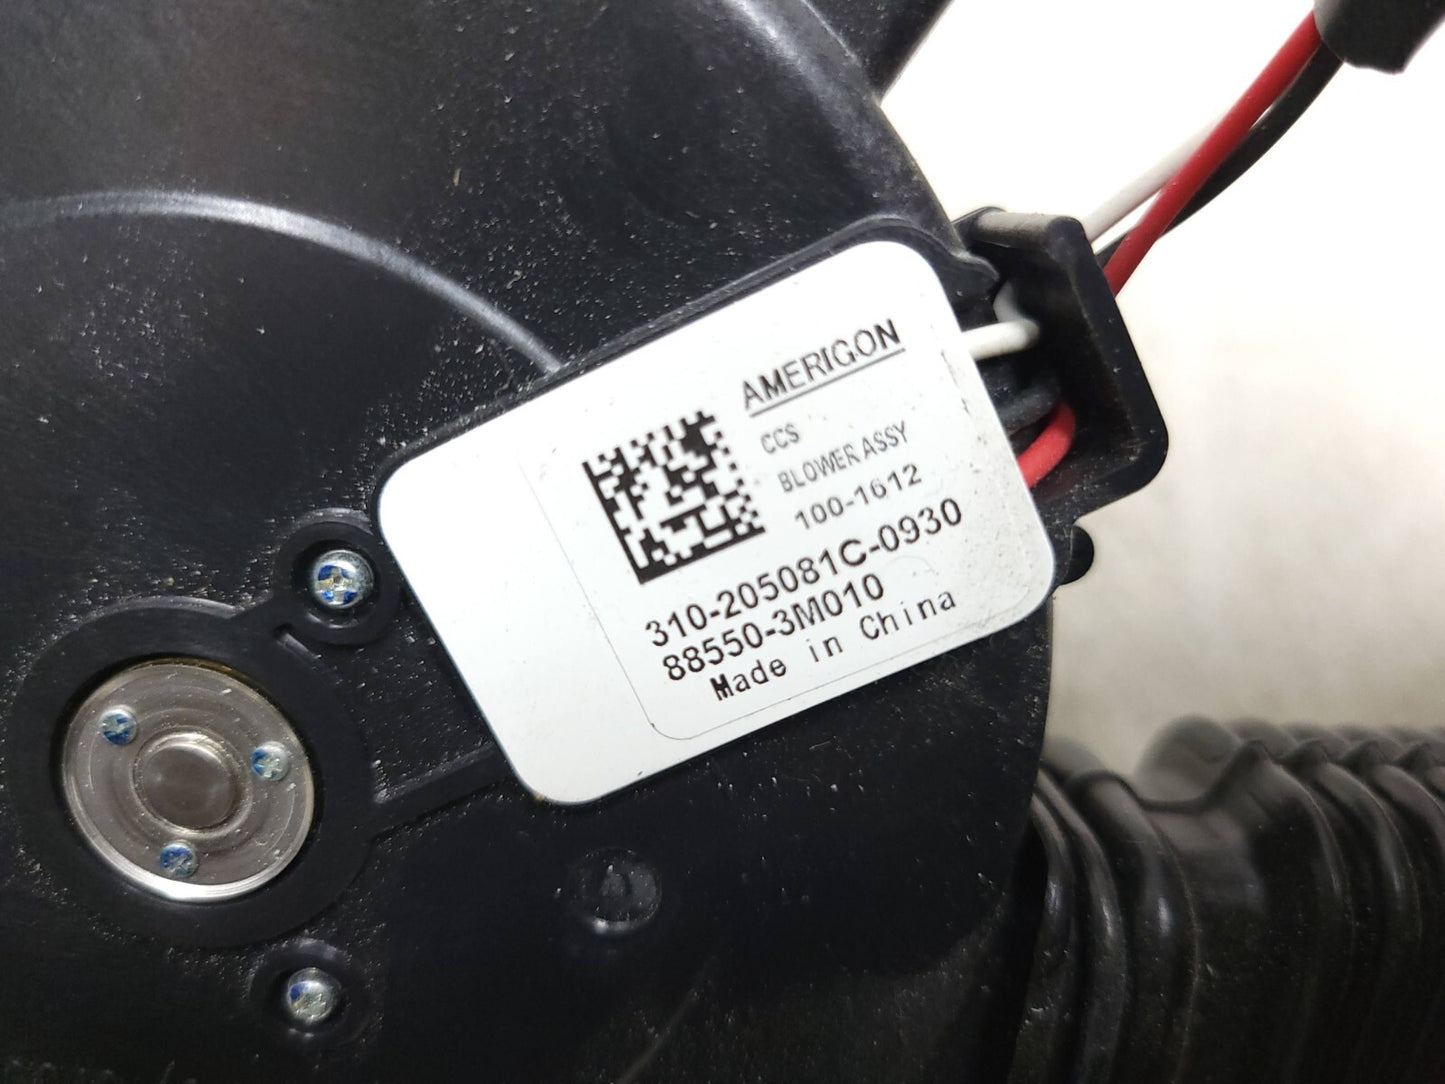 AMERIGON
CCS
BLOWER ASSY
100-1612
310-205081C-0930
88550-3M010
Made in China